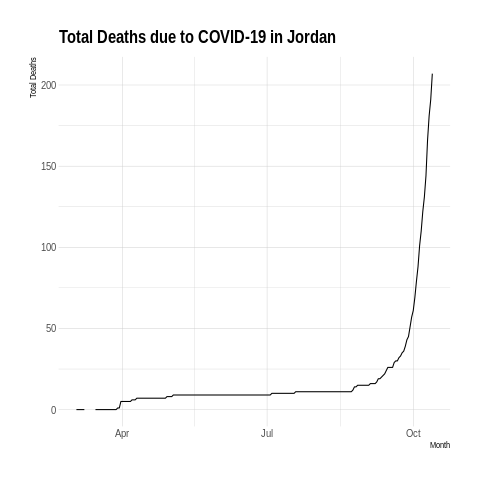 Total Deaths due to COVID-19 in Jordan
Total Deaths
200
150
100
50
0
Apr
Jul
Oct
Month